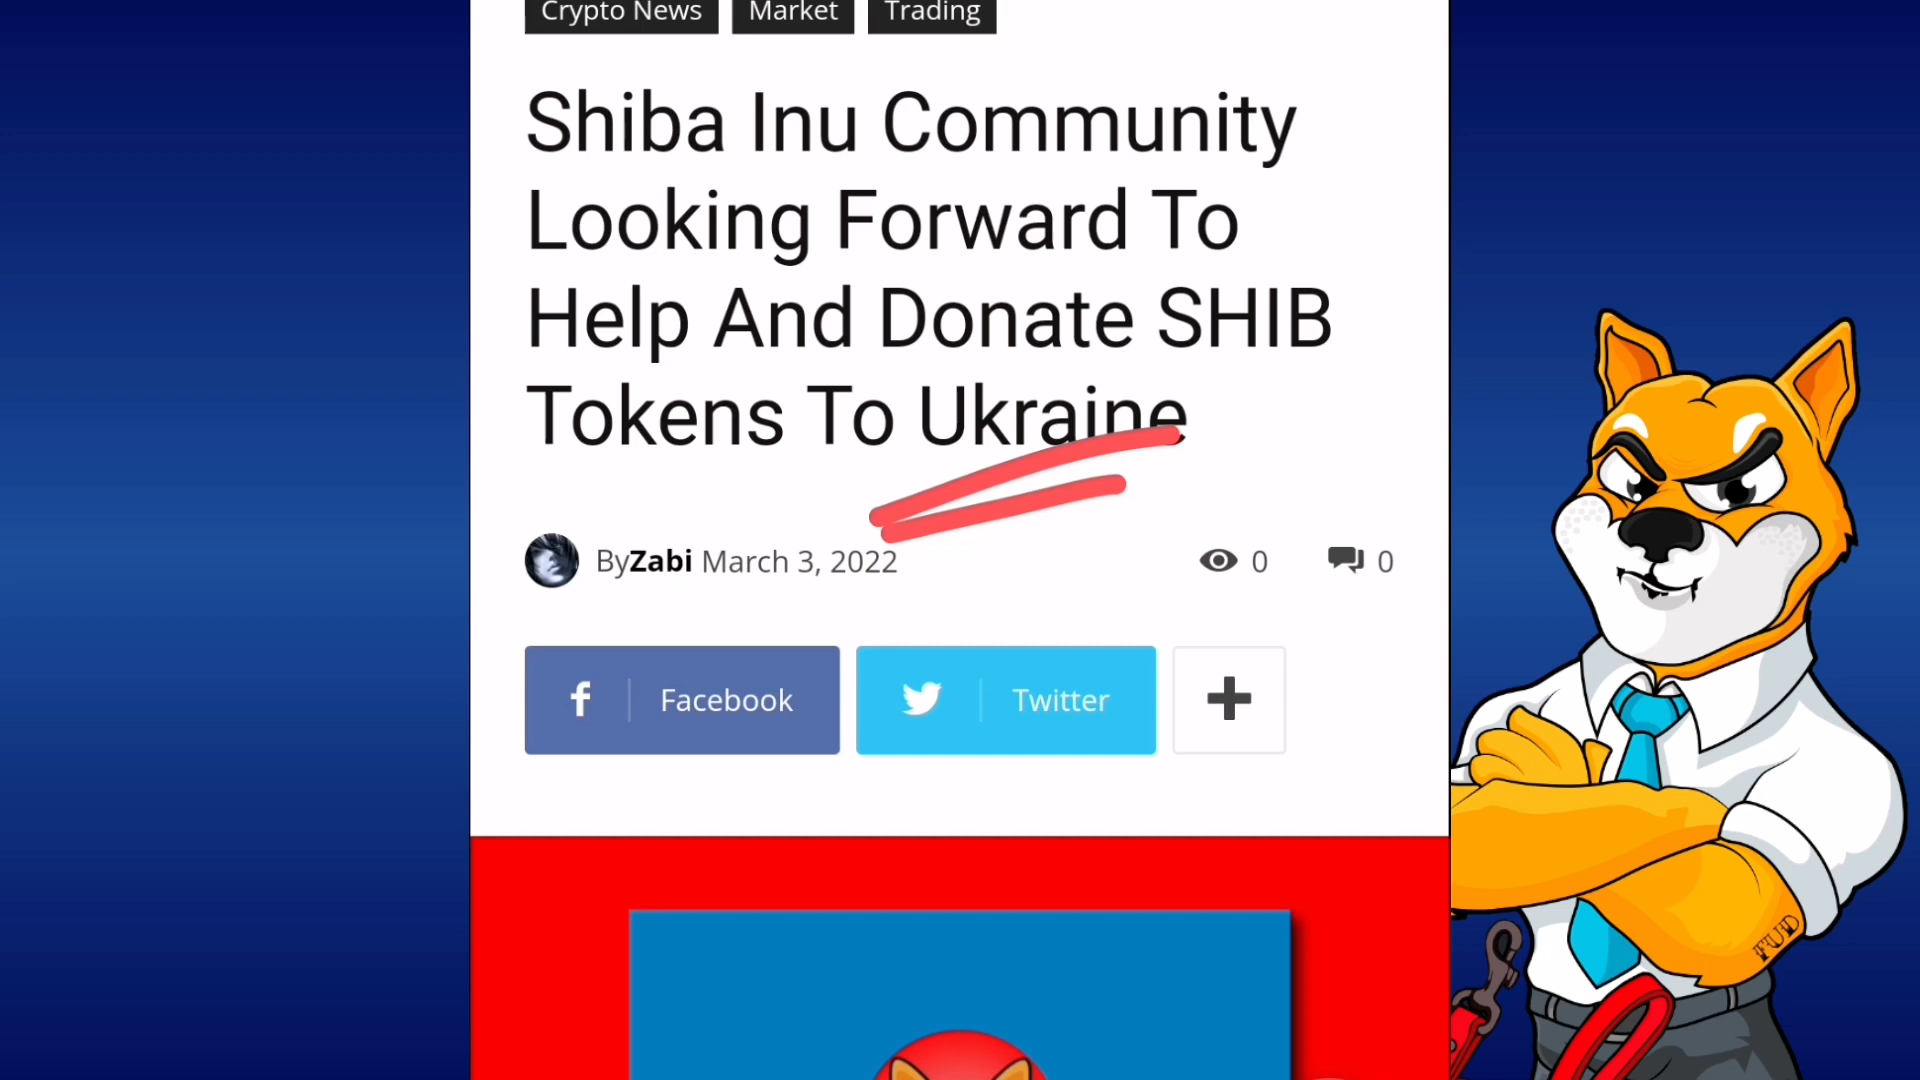 Crypto News Market Trading
Shiba Inu Community
Looking Forward To
Help And Donate SHIB
Tokens To Ukraine
ByZabi March 3, 2022 0 0
f Facebook Twitter +
FUD